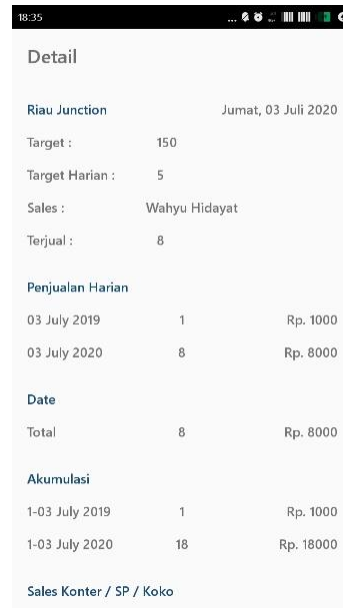 18:35
...
Detail
Riau Junction Jumat, 03 Juli 2020
Target : 150
Target Harian : 5
Sales : Wahyu Hidayat
Terjual : 8
Penjualan Harian
03 July 2019 1 Rp. 1000
03 July 2020 8 Rp. 8000
Date
Total 8 Rp. 8000
Akumulasi
1-03 July 2019 1 Rp. 1000
1-03 July 2020 18 Rp. 18000
Sales Konter / SP / Koko